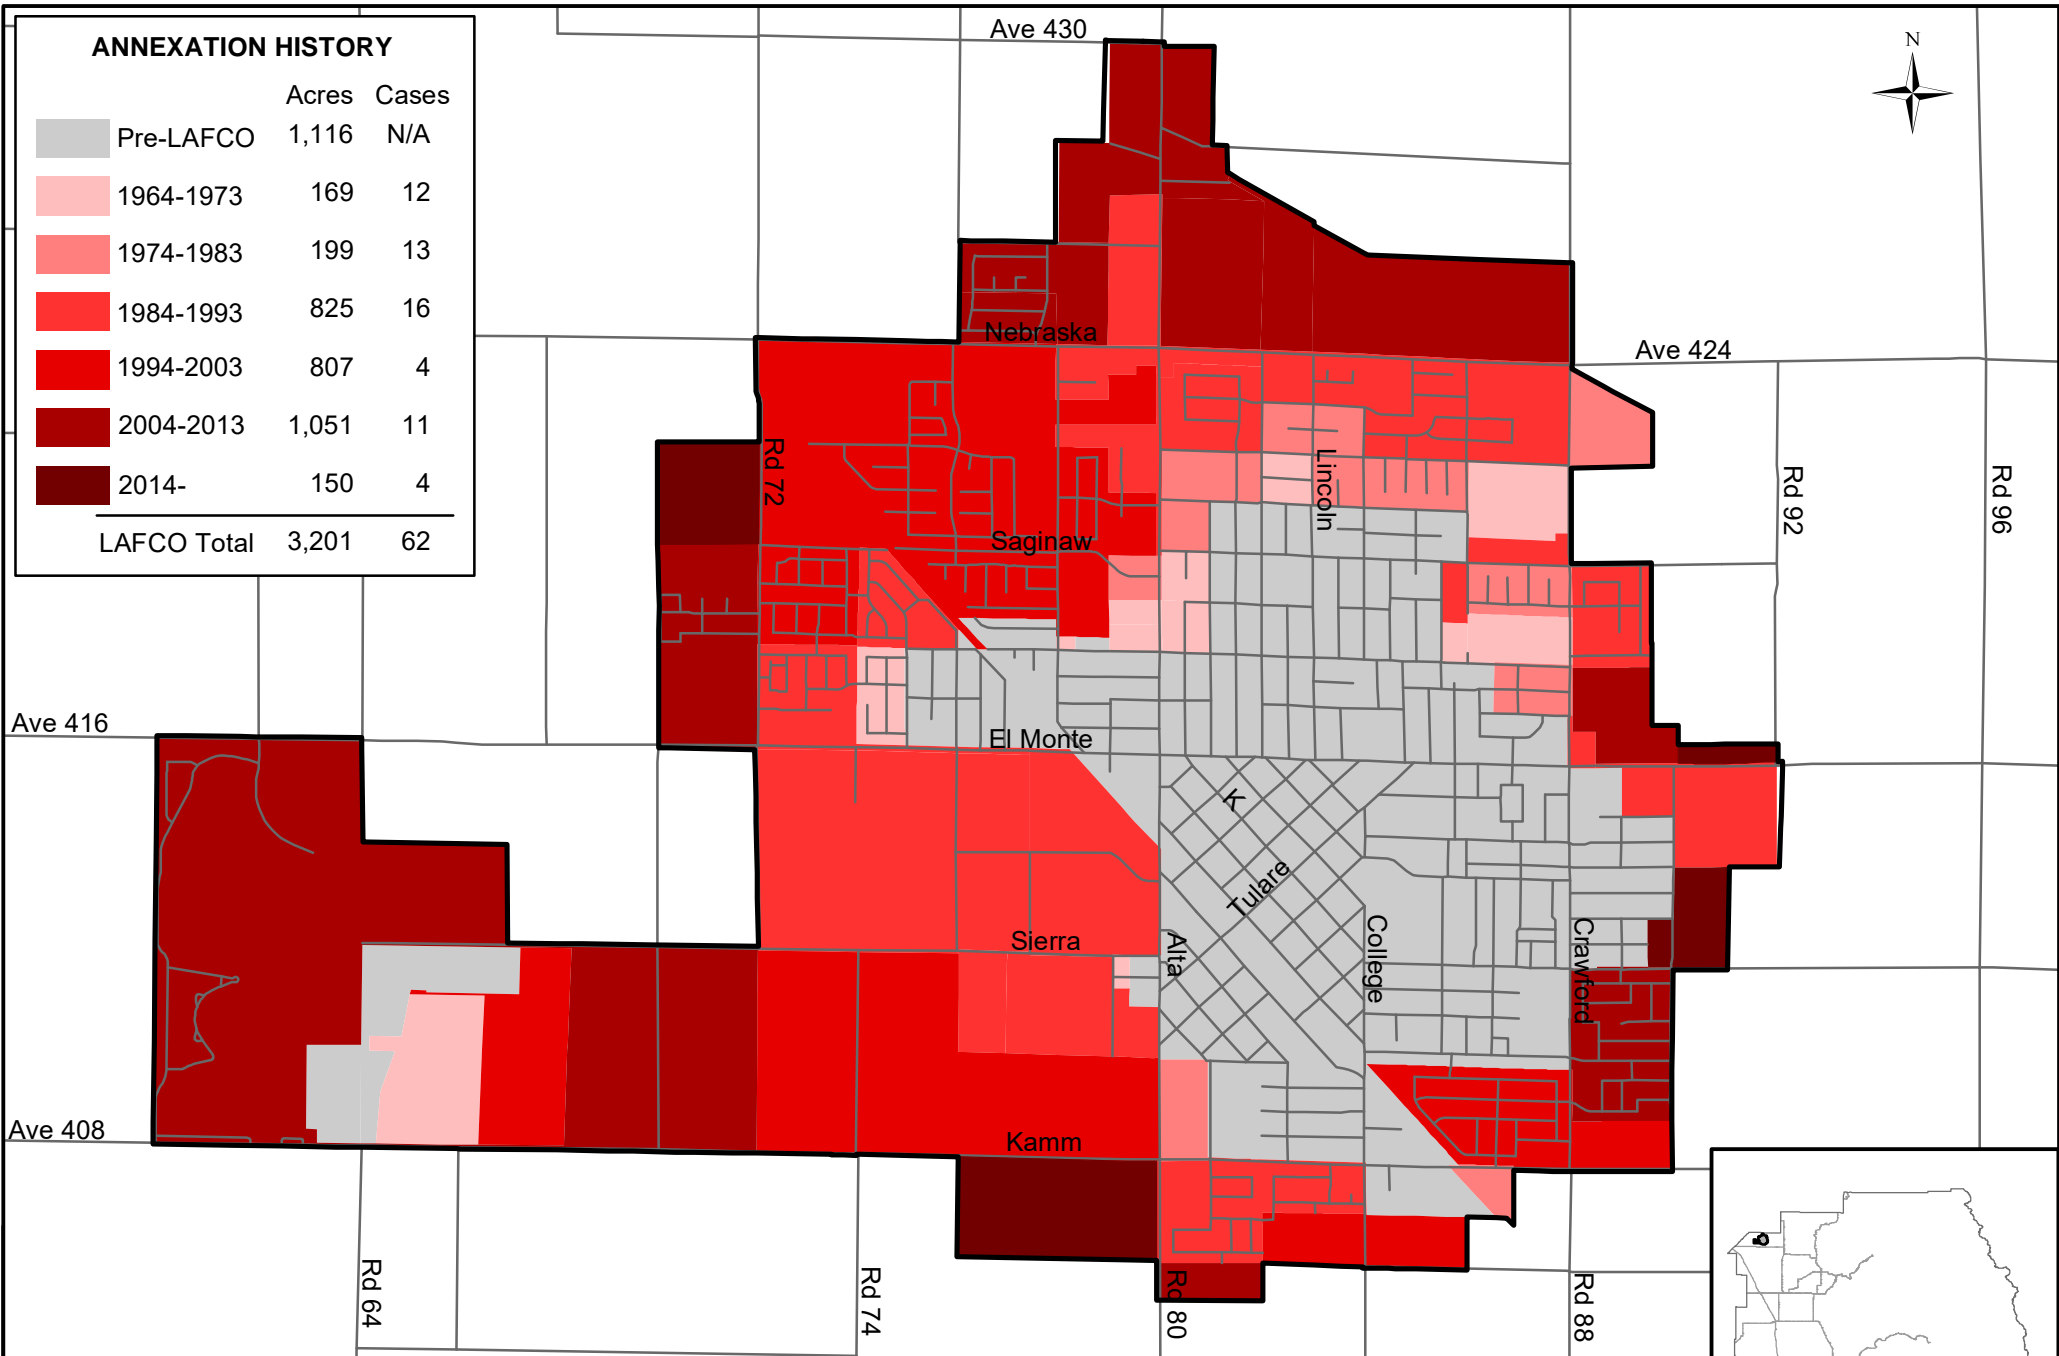 ANNEXATION HISTORY
Acres Cases
Pre-LAFCO 1,116 N/A
1964-1973 169 12
1974-1983 199 13
1984-1993 825 16
1994-2003 807 4
2004-2013 1,051 11
2014- 150 4
LAFCO Total 3,201 62
N
Ave 430
Nebraska
Ave 424
Rd 72
Lincoln
Rd 92
Rd 96
Saginaw
Ave 416
El Monte
K
Tulare
Sierra
Alta
College
Crawford
Ave 408
Kamm
Rd 64
Rd 74
Rd 80
Rd 88